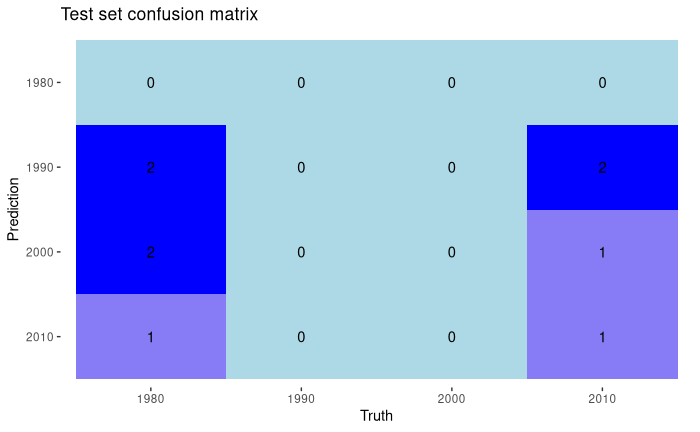 Test set confusion matrix
Prediction
1980 0 0 0 0
1990 2 0 0 2
2000 2 0 0 1
2010 1 0 0 1
1980 1990 2000 2010
Truth